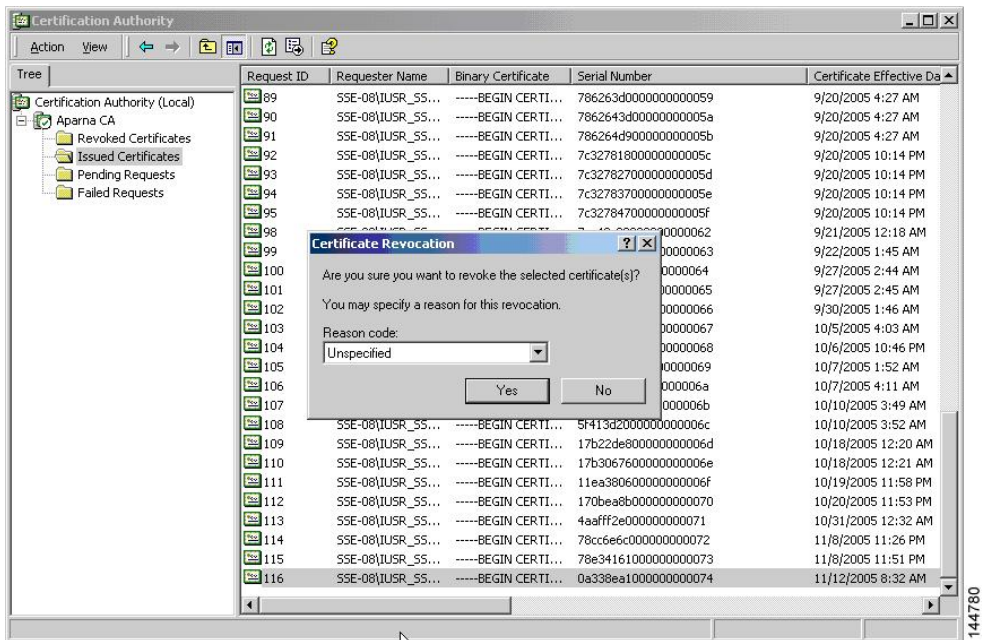 Certification Authority
Action View
Tree
Certification Authority (Local)
Aparna CA
Revoked Certificates
Issued Certificates
Pending Requests
Failed Requests
Request ID Requester Name Binary Certificate Serial Number Certificate Effective Da
89 SSE-08\IUSR_SS... -----BEGIN CERTI... 786263d0000000000059 9/20/2005 4:27 AM
90 SSE-08\IUSR_SS... -----BEGIN CERTI... 7862643d00000000005a 9/20/2005 4:27 AM
91 SSE-08\IUSR_SS... -----BEGIN CERTI... 786264d900000000005b 9/20/2005 4:27 AM
92 SSE-08\IUSR_SS... -----BEGIN CERTI... 7c32781800000000005c 9/20/2005 10:14 PM
93 SSE-08\IUSR_SS... -----BEGIN CERTI... 7c32782700000000005d 9/20/2005 10:14 PM
94 SSE-08\IUSR_SS... -----BEGIN CERTI... 7c32783700000000005e 9/20/2005 10:14 PM
95 SSE-08\IUSR_SS... -----BEGIN CERTI... 7c32784700000000005f 9/20/2005 10:14 PM
98 9/21/2005 12:18 AM
99 9/22/2005 1:45 AM
100 9/27/2005 2:44 AM
101 9/27/2005 2:45 AM
102 9/30/2005 1:46 AM
103 10/5/2005 4:03 AM
104 10/6/2005 10:46 PM
105 10/7/2005 1:52 AM
106 10/7/2005 4:11 AM
107 10/10/2005 3:49 AM
108 SSE-08\IUSR_SS... -----BEGIN CERTI... 5f413d2000000000006c 10/10/2005 3:52 AM
109 SSE-08\IUSR_SS... -----BEGIN CERTI... 17b22de800000000006d 10/18/2005 12:20 AM
110 SSE-08\IUSR_SS... -----BEGIN CERTI... 17b3067600000000006e 10/18/2005 12:21 AM
111 SSE-08\IUSR_SS... -----BEGIN CERTI... 11ea380600000000006f 10/19/2005 11:58 PM
112 SSE-08\IUSR_SS... -----BEGIN CERTI... 170bea8b000000000070 10/20/2005 11:53 PM
113 SSE-08\IUSR_SS... -----BEGIN CERTI... 4aafff2e000000000071 10/31/2005 12:32 AM
114 SSE-08\IUSR_SS... -----BEGIN CERTI... 78cc6e6c000000000072 11/8/2005 11:26 PM
115 SSE-08\IUSR_SS... -----BEGIN CERTI... 78e34161000000000073 11/8/2005 11:51 PM
116 SSE-08\IUSR_SS... -----BEGIN CERTI... 0a338ea1000000000074 11/12/2005 8:32 AM
Certificate Revocation
Are you sure you want to revoke the selected certificate(s)?
You may specify a reason for this revocation.
Reason code:
Unspecified
Yes No
144780